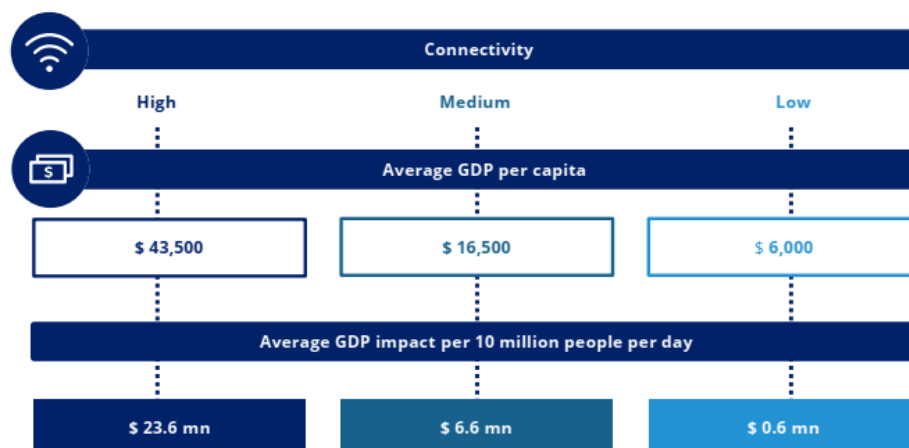 Connectivity
High
Medium
Low
$
Average GDP per capita
$ 43,500
$ 16,500
$ 6,000
Average GDP impact per 10 million people per day
$ 23.6 mn
$ 6.6 mn
$ 0.6 mn